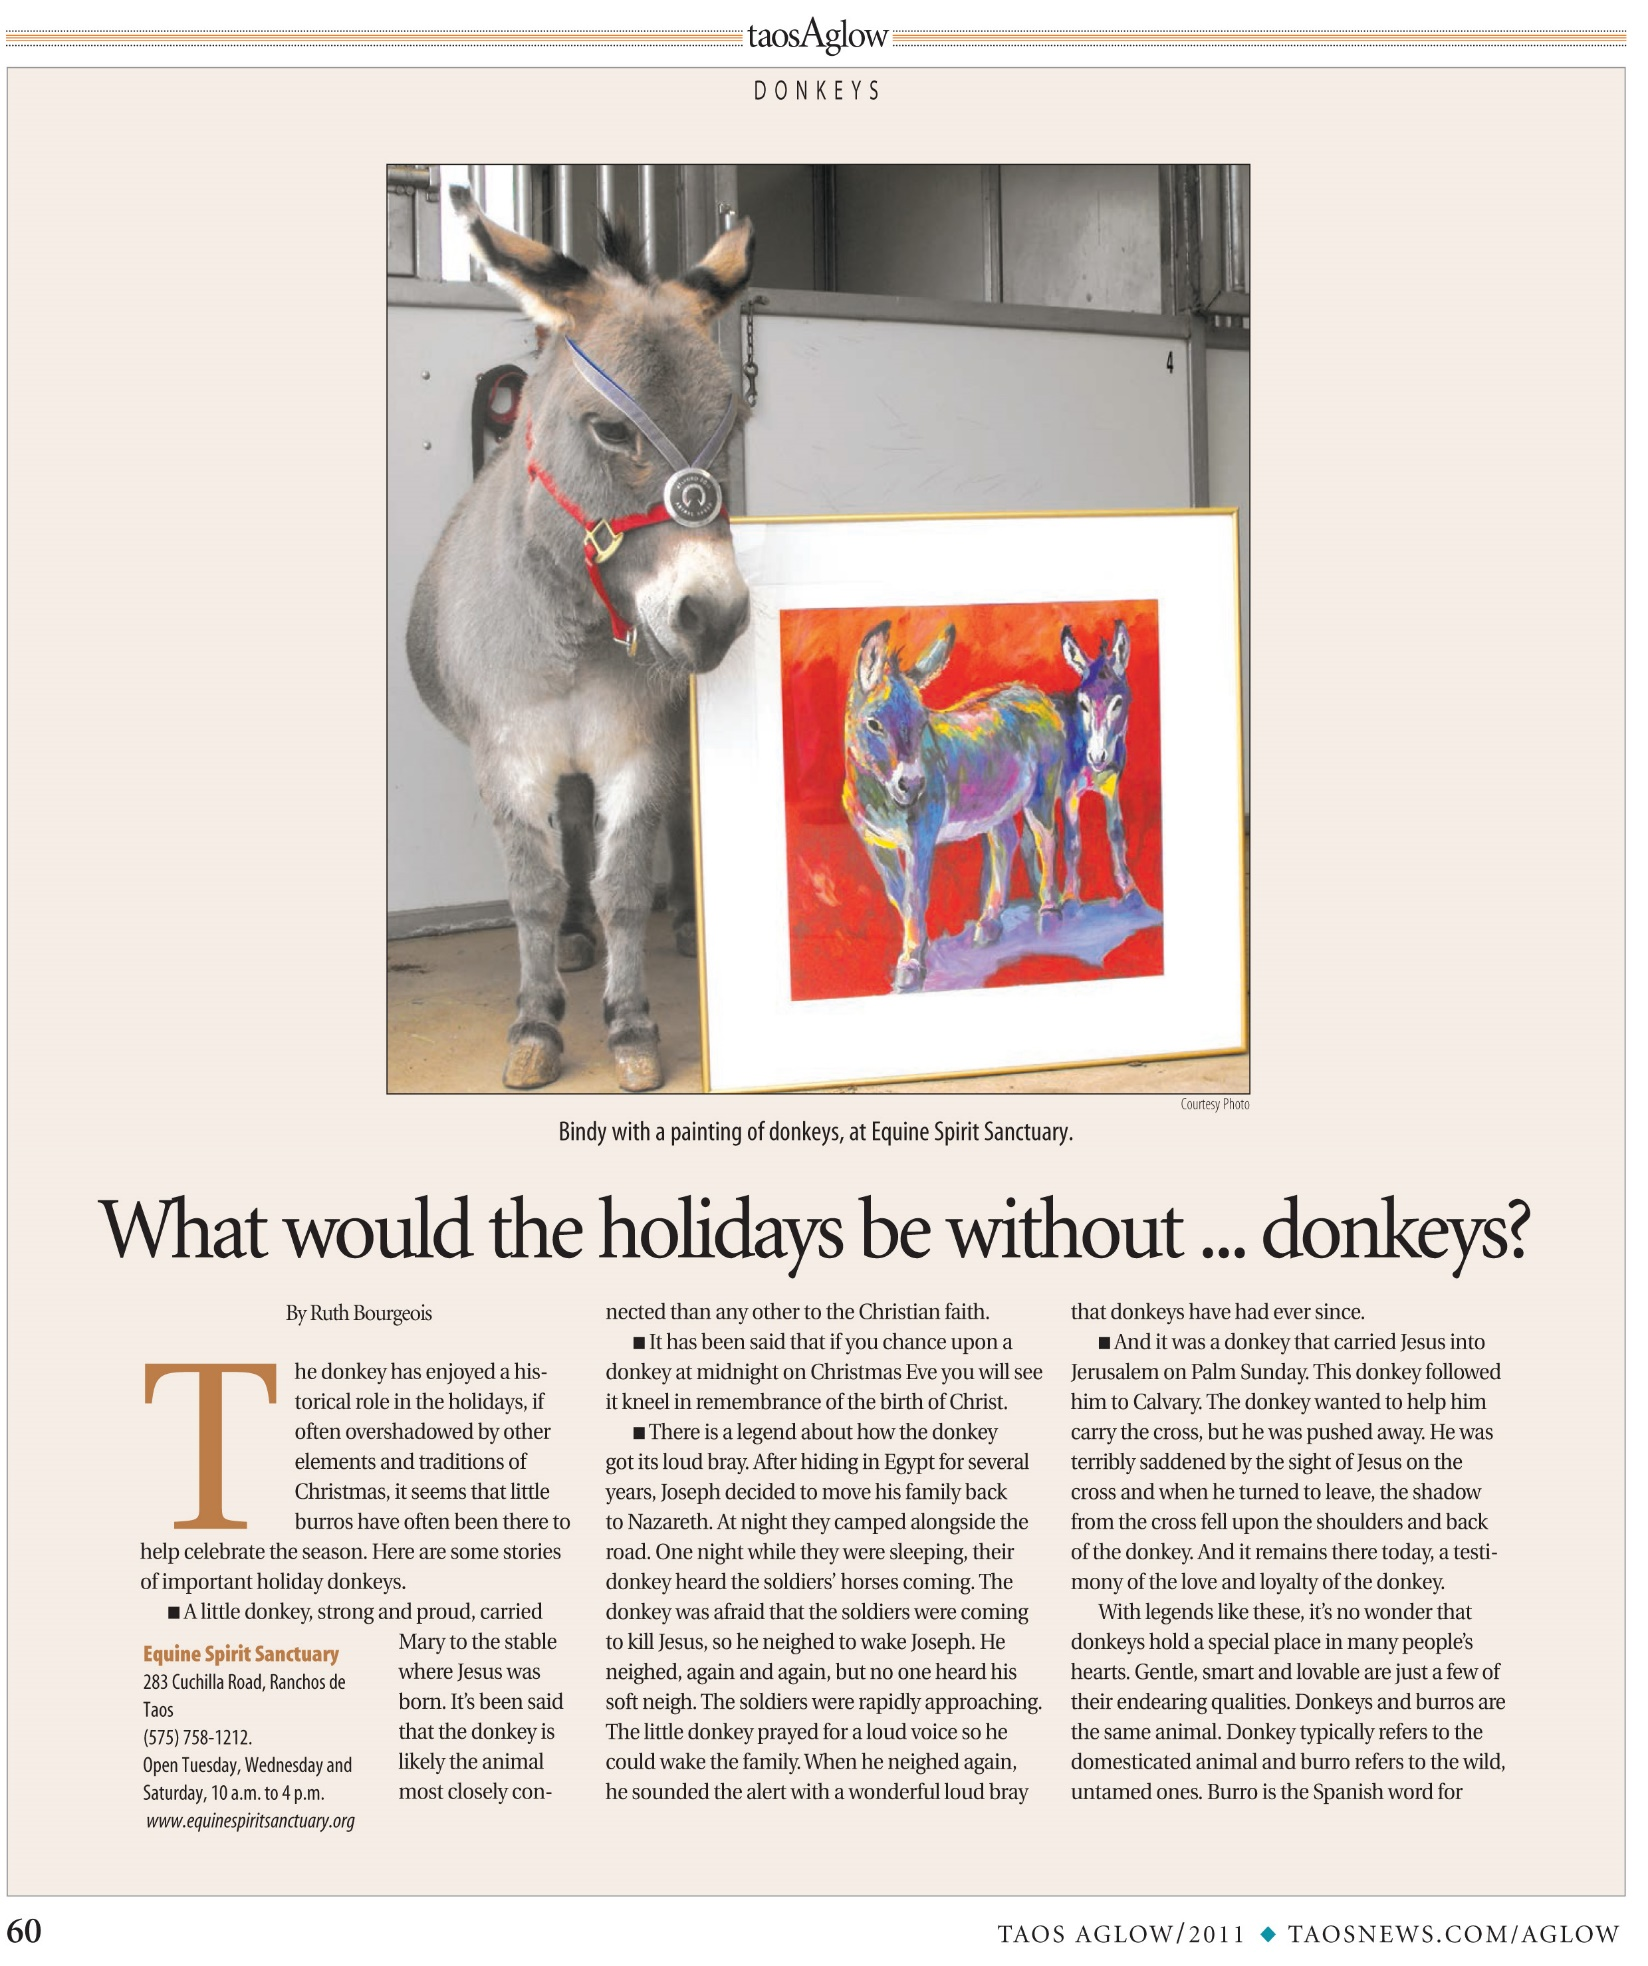 taosAglow
DONKEYS
4
Courtesy Photo
Bindy with a painting of donkeys, at Equine Spirit Sanctuary.
What would the holidays be without ... donkeys?
By Ruth Bourgeois
The donkey has enjoyed a his-
torical role in the holidays, if
often overshadowed by other
elements and traditions of
Christmas, it seems that little
burros have often been there to
help celebrate the season. Here are some stories
of important holiday donkeys.
■ A little donkey, strong and proud, carried
Mary to the stable
where Jesus was
born. It's been said
that the donkey is
likely the animal
most closely con-
Equine Spirit Sanctuary
283 Cuchilla Road, Ranchos de
Taos
(575) 758-1212.
Open Tuesday, Wednesday and
Saturday, 10 a.m. to 4 p.m.
www.equinespiritsanctuary.org
nected than any other to the Christian faith.
■ It has been said that if you chance upon a
donkey at midnight on Christmas Eve you will see
it kneel in remembrance of the birth of Christ.
■ There is a legend about how the donkey
got its loud bray. After hiding in Egypt for several
years, Joseph decided to move his family back
to Nazareth. At night they camped alongside the
road. One night while they were sleeping, their
donkey heard the soldiers' horses coming. The
donkey was afraid that the soldiers were coming
to kill Jesus, so he neighed to wake Joseph. He
neighed, again and again, but no one heard his
soft neigh. The soldiers were rapidly approaching.
The little donkey prayed for a loud voice so he
could wake the family. When he neighed again,
he sounded the alert with a wonderful loud bray
that donkeys have had ever since.
■ And it was a donkey that carried Jesus into
Jerusalem on Palm Sunday. This donkey followed
him to Calvary. The donkey wanted to help him
carry the cross, but he was pushed away. He was
terribly saddened by the sight of Jesus on the
cross and when he turned to leave, the shadow
from the cross fell upon the shoulders and back
of the donkey. And it remains there today, a testi-
mony of the love and loyalty of the donkey.
With legends like these, it's no wonder that
donkeys hold a special place in many people's
hearts. Gentle, smart and lovable are just a few of
their endearing qualities. Donkeys and burros are
the same animal. Donkey typically refers to the
domesticated animal and burro refers to the wild,
untamed ones. Burro is the Spanish word for
60
TAOS AGLOW/2011 ◆ TAOSNEWS.COM/AGLOW